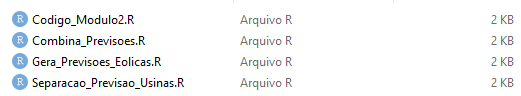 R Codigo_Modulo2.R Arquivo R 2 KB
R Combina_Previsoes.R Arquivo R 2 KB
R Gera_Previsoes_Eolicas.R Arquivo R 2 KB
R Separacao_Previsao_Usinas.R Arquivo R 2 KB